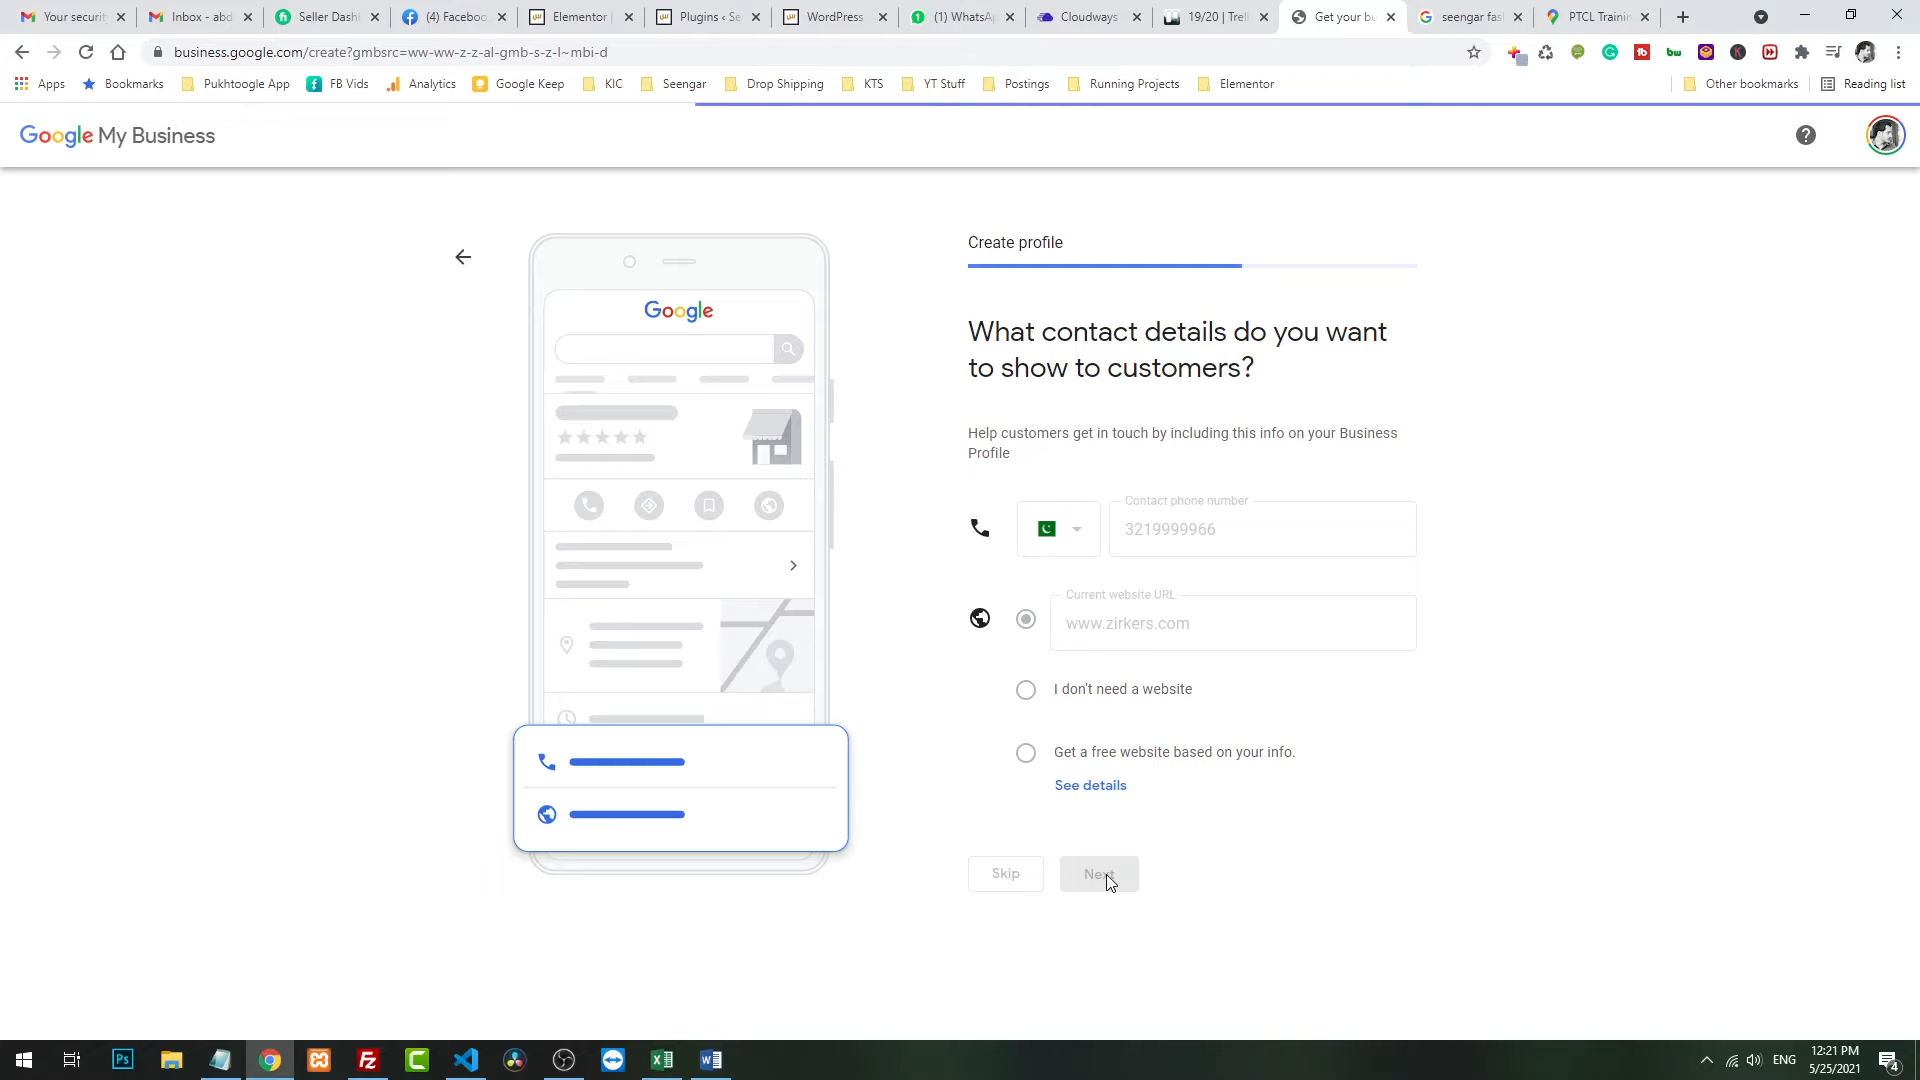 Your securit
Inbox - abd
Seller Dashl
(4) Faceboo
Elementor
Plugins ‹ Se
WordPress
(1) WhatsAp
Cloudways
19/20 | Trell
Get your bu
seengar fas
PTCL Trainin
business.google.com/create?gmbsrc=ww-ww-z-z-al-gmb-s-z-l~mbi-d
Apps
Bookmarks
Pukhtoogle App
FB Vids
Analytics
Google Keep
KIC
Seengar
Drop Shipping
KTS
YT Stuff
Postings
Running Projects
Elementor
Other bookmarks
Reading list
Google My Business
Create profile
Google
What contact details do you want
to show to customers?
Help customers get in touch by including this info on your Business
Profile
Contact phone number
3219999966
Current website URL
www.zirkers.com
I don't need a website
Get a free website based on your info.
See details
Skip
Next
ENG
12:21 PM
5/25/2021
4